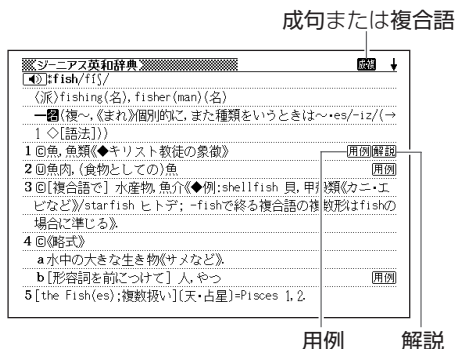 成句または複合語
ジーニアス英和辞典 成複 ↓
🔊⁑fish/fíʃ/
〈派〉fishing(名), fisher(man)(名)
━名(複〜,《まれ》個別的に, また種類をいうときは〜・es/-iz/(→
1 ◇[語法]))
1 C魚, 魚類《◆キリスト教徒の象徴》 用例 解説
2 U魚肉, (食物としての)魚 用例
3 C[複合語で] 水産物, 魚介《◆例:shellfish 貝, 甲殻類《カニ・エ
ビなど》/starfish ヒトデ; -fishで終る複合語の複数形はfishの
場合に準じる》.
4 C《略式》
a 水中の大きな生き物《サメなど》.
b [形容詞を前につけて] 人, やつ 用例
5 [the Fish(es);複数扱い]〔天・占星〕=Pisces 1, 2.
用例 解説